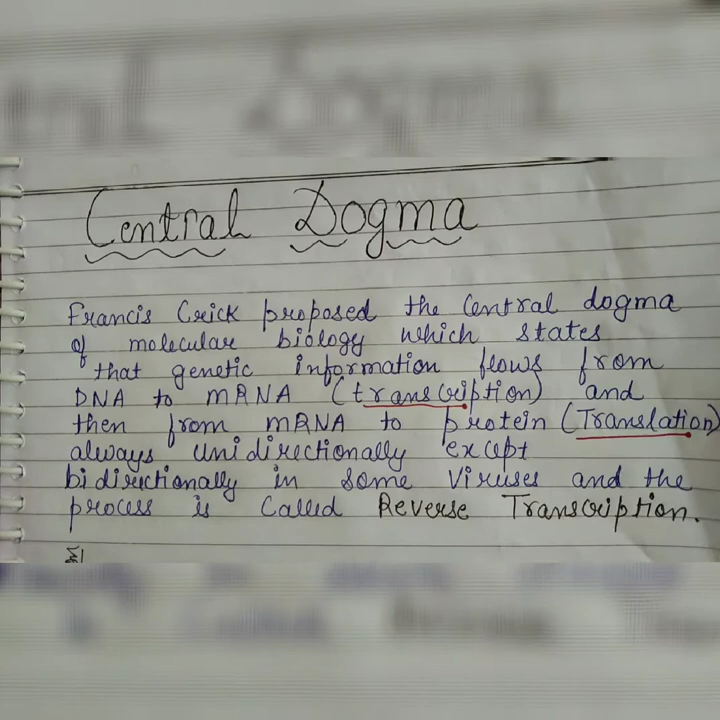 Central Dogma
Francis Crick proposed the Central dogma
of molecular biology which states
that genetic information flows from
DNA to mRNA (transcription) and
then from mRNA to protein (Translation)
always unidirectionally except
bidirectionally in some viruses and the
process is called Reverse Transcription.